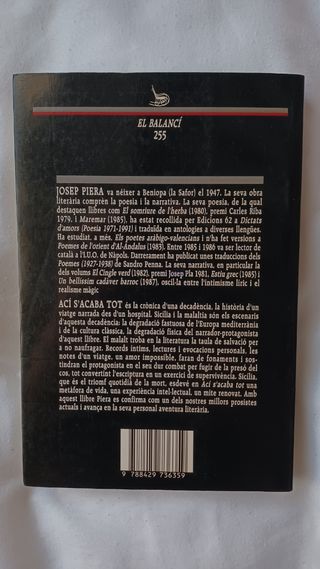 EL BALANCÍ
255
JOSEP PIERA va néixer a Beniopa (la Safor) el 1947. La seva obra
literària comprèn la poesia i la narrativa. La seva poesia, de la qual
destaquen llibres com El somriure de l'herba (1980), premi Carles Riba
1979, i Maremar (1985), ha estat recollida per Edicions 62 a Dictats
d'amors (Poesia 1971-1991) i traduïda en antologies a diverses llengües.
Ha estudiat, a més, Els poetes aràbigo-valencians i n'ha fet versions a
Poemes de l'orient d'Al-Àndalus (1983). Entre 1985 i 1986 va ser lector de
català a l'I.U.O. de Nàpols. Darrerament ha publicat unes traduccions dels
Poemes (1927-1938) de Sandro Penna. La seva narrativa, en particular la
dels volums El Cingle verd (1982), premi Josep Pla 1981, Estiu grec (1985) i
Un bellíssim cadàver barroc (1987), oscil·la entre l'intimisme líric i el
realisme màgic
ACÍ S'ACABA TOT és la crònica d'una decadència, la història d'un
viatge narrada des d'un hospital. Sicília i la malaltia són els escenaris
d'aquesta decadència: la degradació fastuosa de l'Europa mediterrània
i de la cultura clàssica, la degradació física del narrador-protagonista
d'aquest llibre. El malalt troba en la literatura la taula de salvació per
a no naufragar. Records íntims, lectures i evocacions personals, les
notes d'un viatge, un amor impossible, faran de fonaments i sos-
tindran el protagonista en el seu dur combat per fugir de la presó del
cos, tot convertint l'escriptura en un exercici de supervivència. Sicília,
que és el triomf quotidià de la mort, esdevé en Ací s'acaba tot una
metàfora de vida, una experiència intel·lectual, un mite renovat. Amb
aquest llibre Piera es confirma com un dels nostres millors prosistes
actuals i avança en la seva personal aventura literària.
9 788429 736359